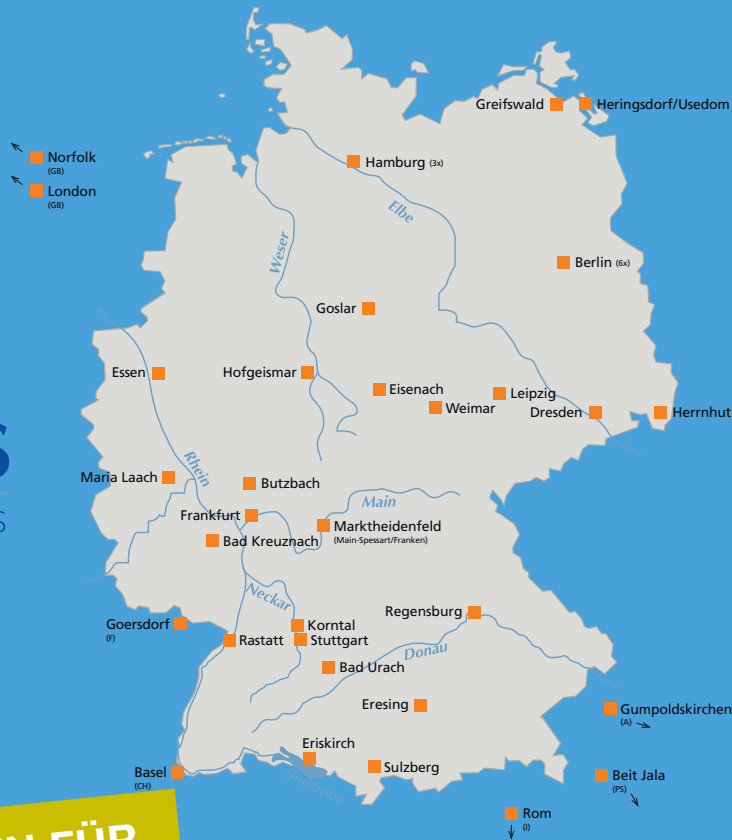 Greifswald
Heringsdorf/Usedom
Norfolk
(GB)
London
(GB)
Hamburg (3x)
Elbe
Weser
Berlin (6x)
Goslar
Essen
Hofgeismar
Eisenach
Weimar
Leipzig
Dresden
Herrnhut
S
Maria Laach
Rhein
Butzbach
Main
Frankfurt
Marktheidenfeld
(Main-Spessart/Franken)
S
Bad Kreuznach
Neckar
Goersdorf
(F)
Rastatt
Korntal
Stuttgart
Regensburg
Donau
Bad Urach
Eresing
Gumpoldskirchen
(A)
Eriskirch
Sulzberg
Basel
(CH)
Bodensee
Beit Jala
(PS)
Rom
(I)
N FÜR